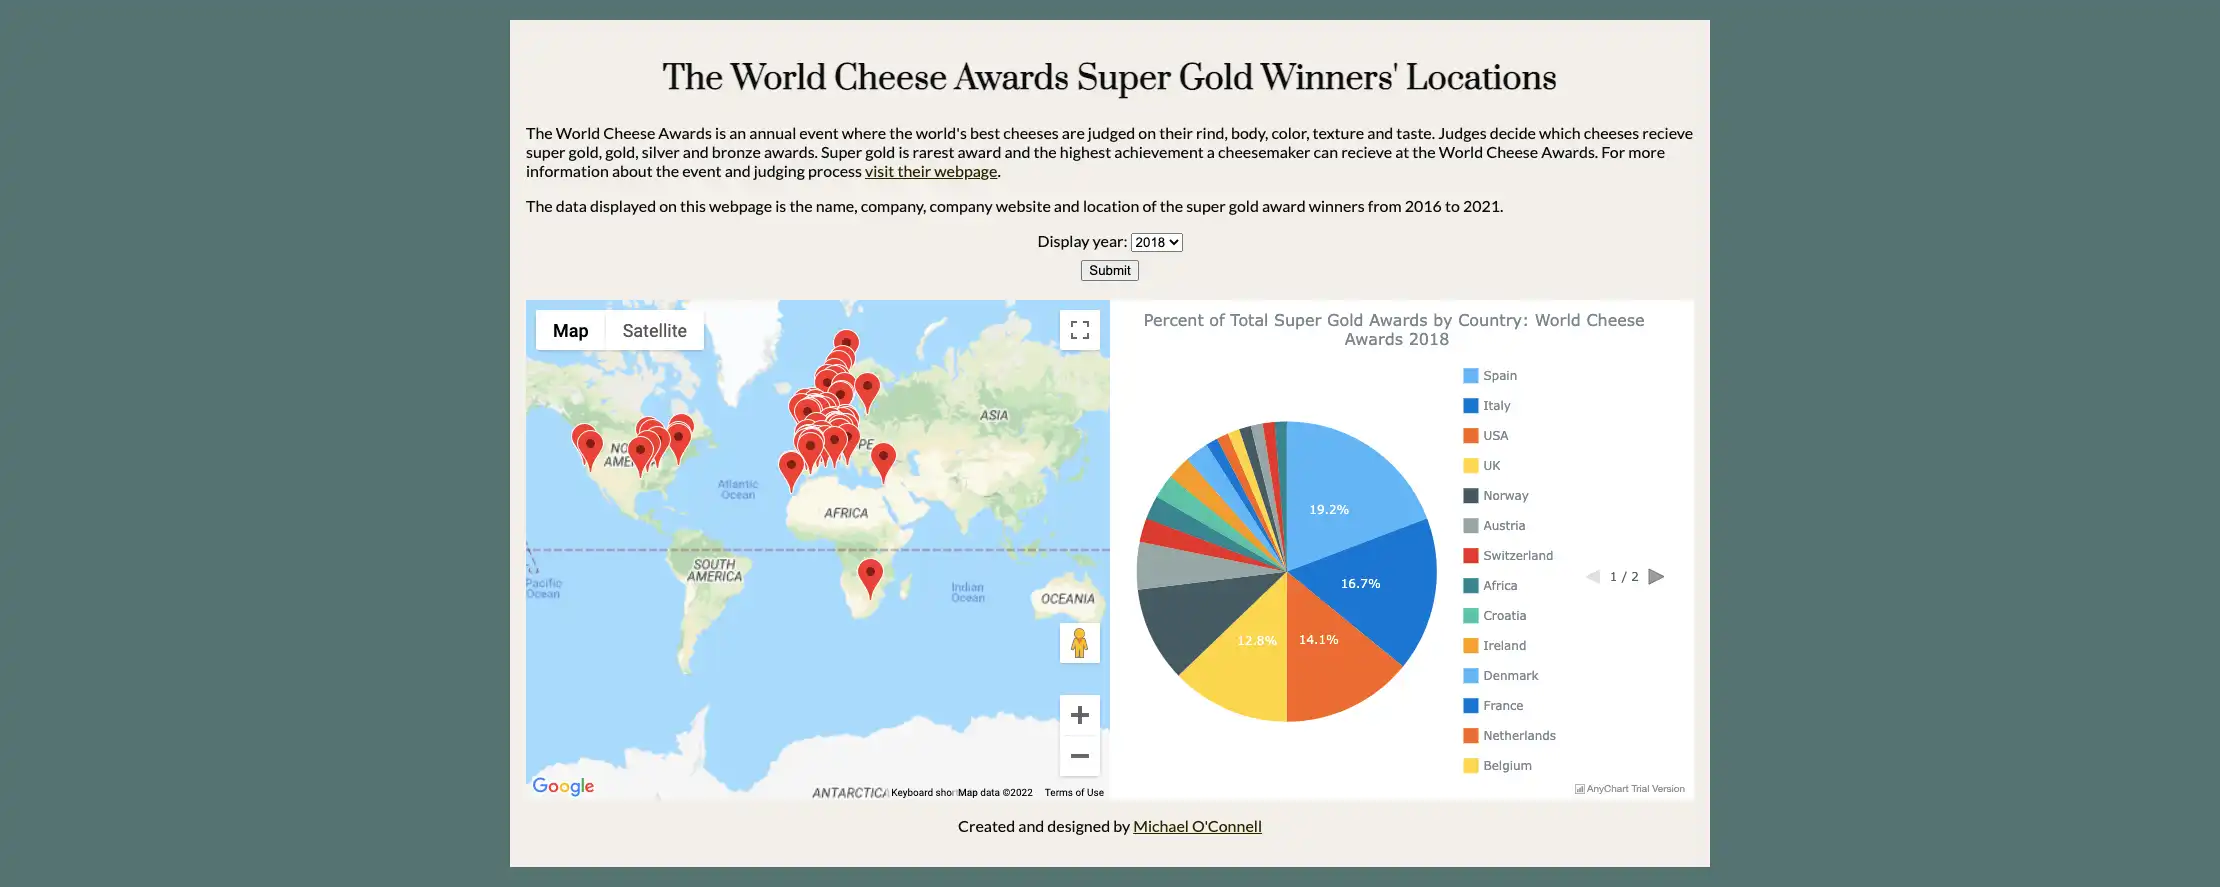 The World Cheese Awards Super Gold Winners' Locations
The World Cheese Awards is an annual event where the world's best cheeses are judged on their rind, body, color, texture and taste. Judges decide which cheeses recieve
super gold, gold, silver and bronze awards. Super gold is rarest award and the highest achievement a cheesemaker can recieve at the World Cheese Awards. For more
information about the event and judging process visit their webpage.
The data displayed on this webpage is the name, company, company website and location of the super gold award winners from 2016 to 2021.
Display year: 2018
Submit
Map
Satellite
ASIA
Atlantic
Ocean
AFRICA
SOUTH
AMERICA
Pacific
Ocean
Indian
Ocean
OCEANIA
Google
Map data ©2022
Terms of Use
Percent of Total Super Gold Awards by Country: World Cheese
Awards 2018
19.2%
16.7%
14.1%
12.8%
Spain
Italy
USA
UK
Norway
Austria
Switzerland
Africa
Croatia
Ireland
Denmark
France
Netherlands
Belgium
1 / 2
AnyChart Trial Version
Created and designed by Michael O'Connell